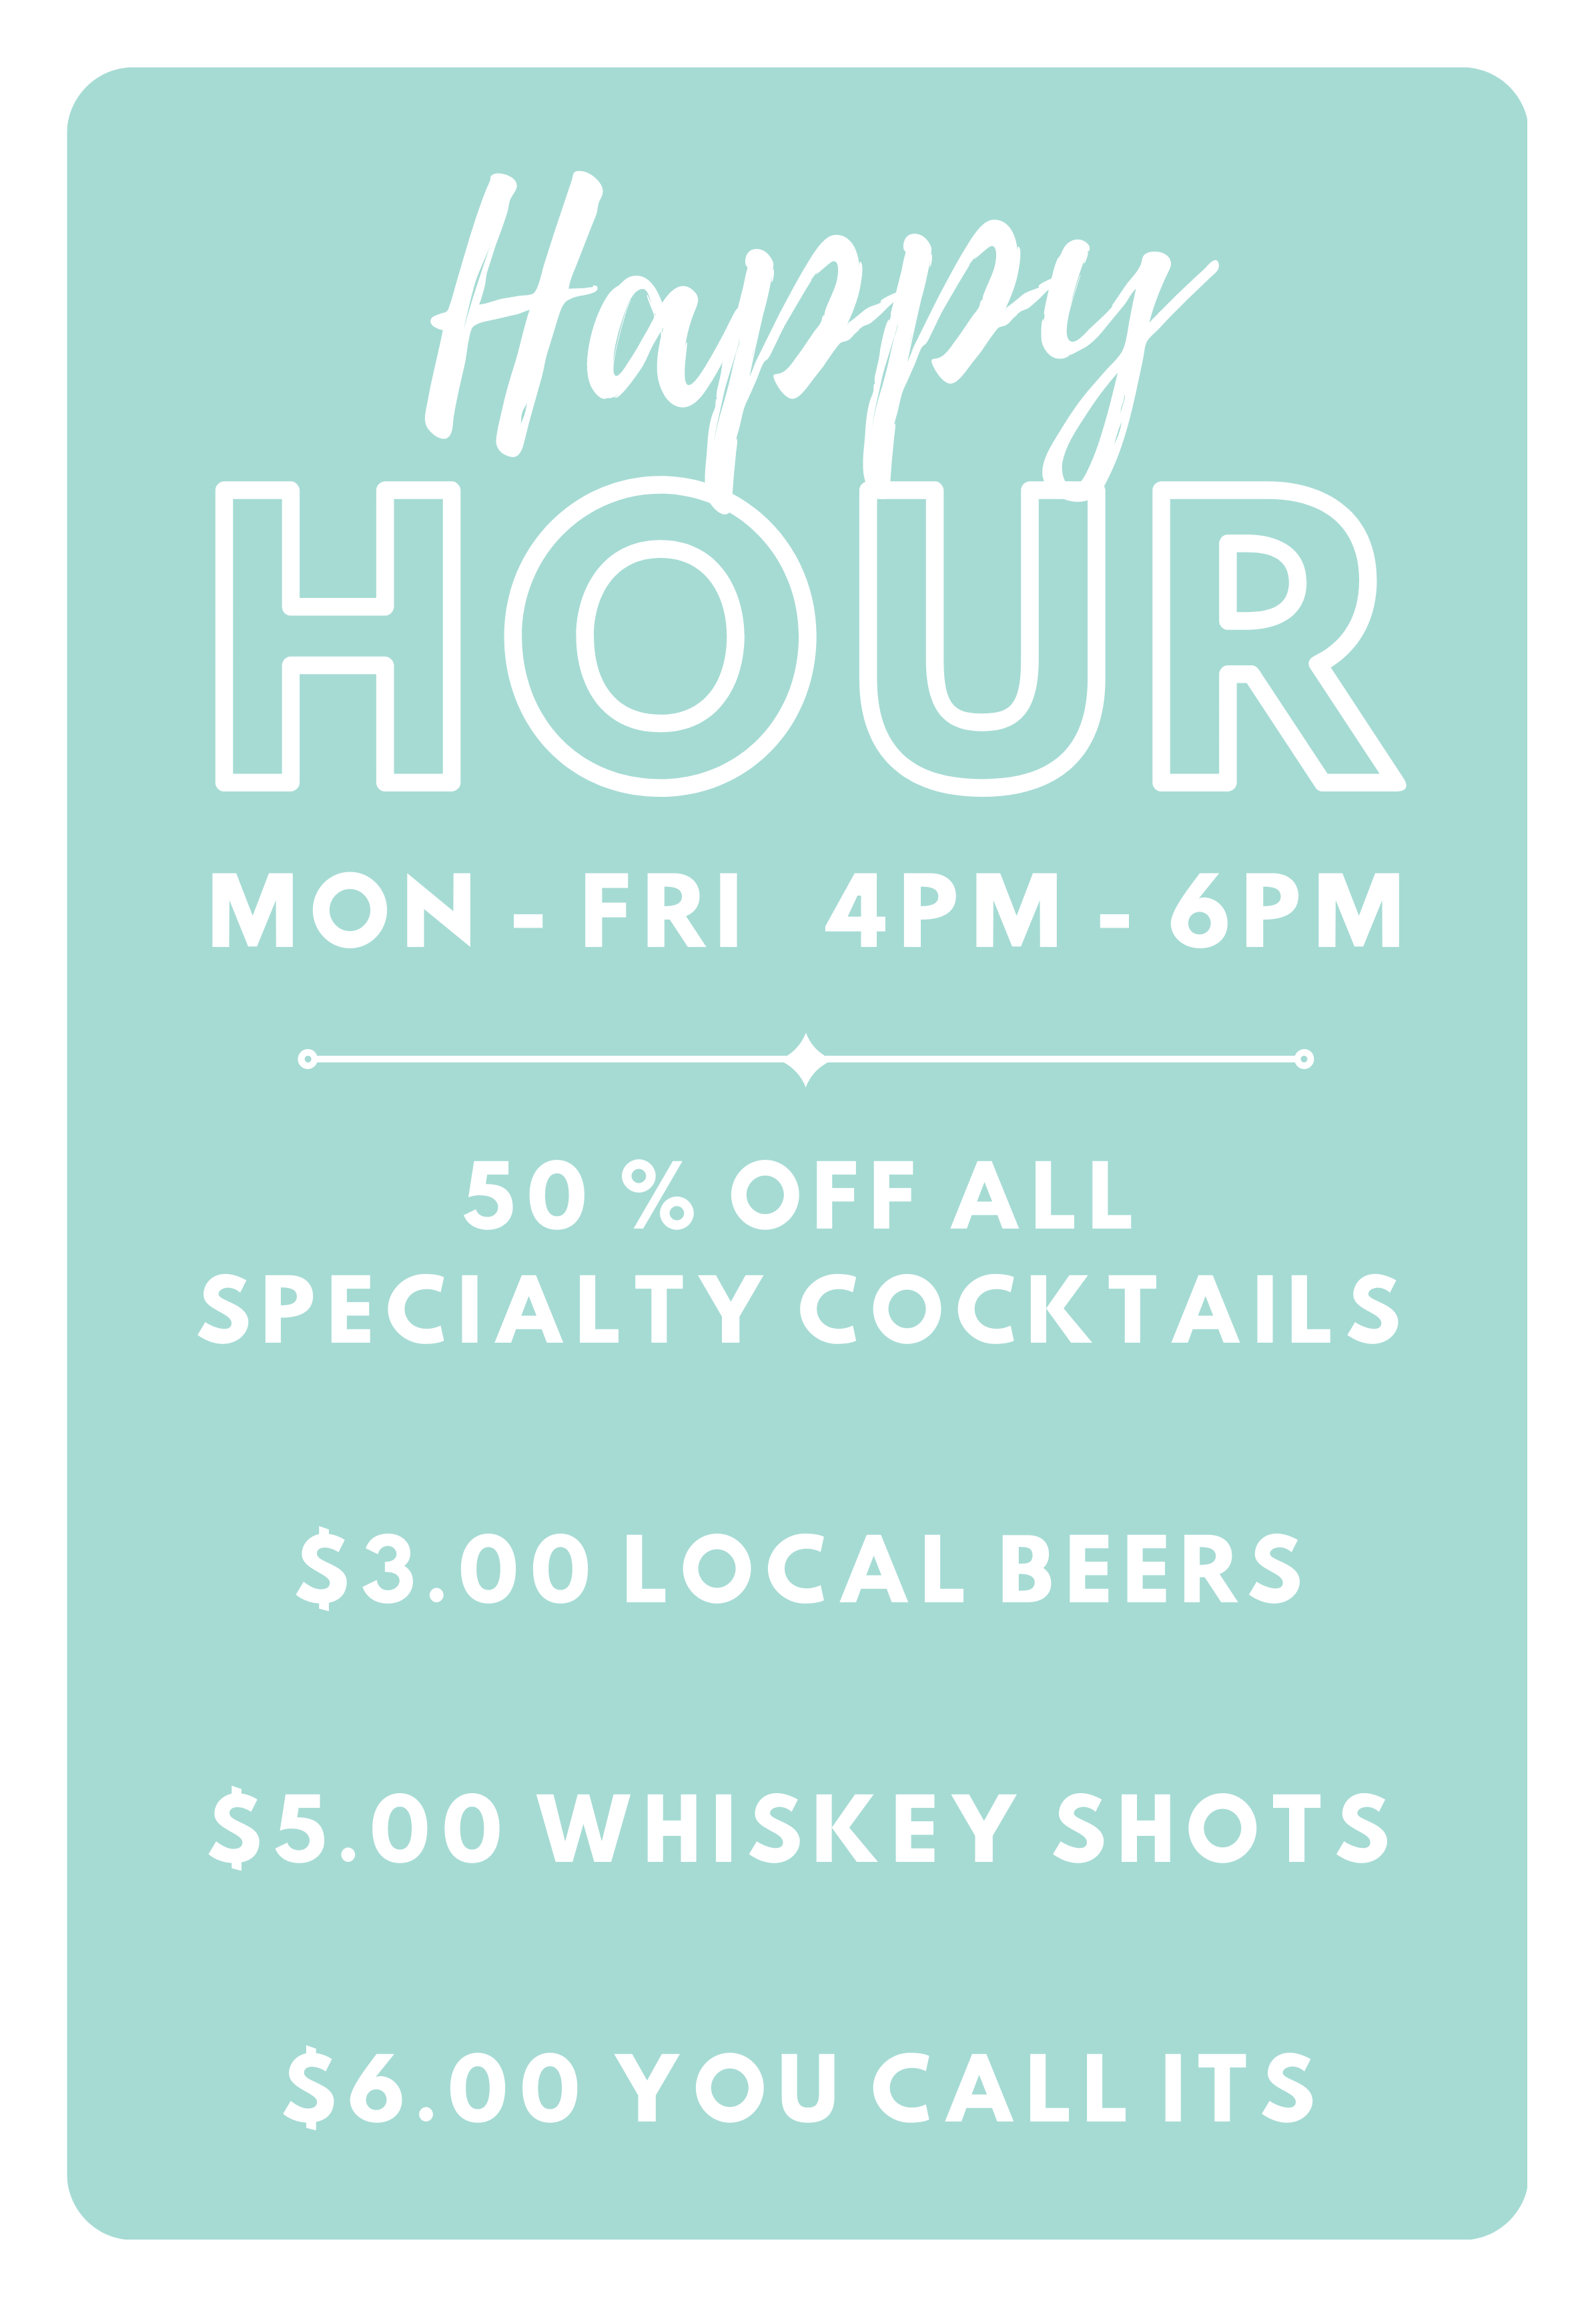 Happy
HOUR
MON - FRI 4PM - 6PM
50 % OFF ALL
SPECIALTY COCKTAILS
$3.00 LOCAL BEERS
$5.00 WHISKEY SHOTS
$6.00 YOU CALL ITS